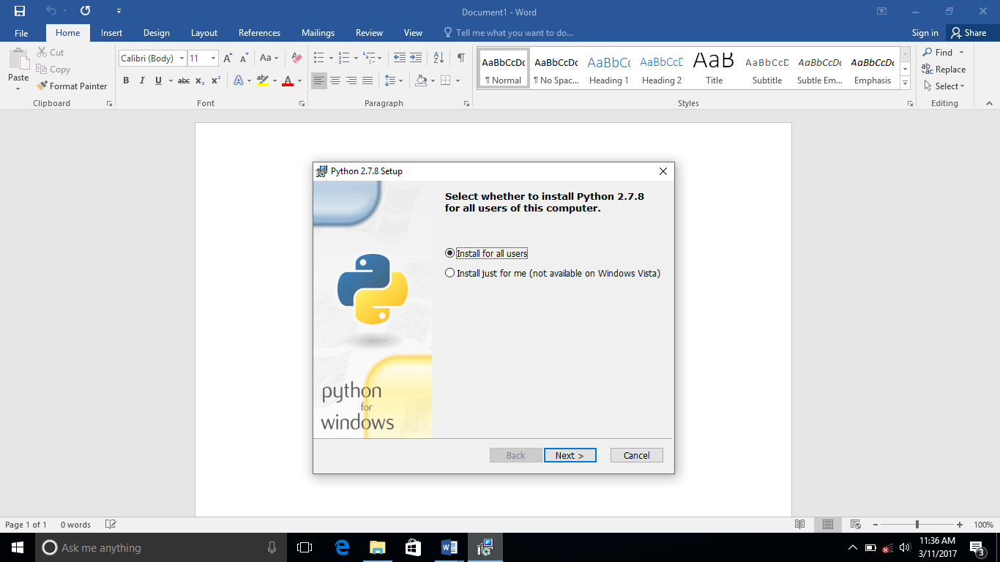 Document1 - Word
File Home Insert Design Layout References Mailings Review View Tell me what you want to do... Sign in Share
Paste
Cut
Copy
Format Painter
Clipboard
Calibri (Body) 11 Aa
B I U abc x₂ x² A ab A
Font
Paragraph
AaBbCcDc AaBbCcDc AaBbCc AaBbCcD AaB AaBbCcD AaBbCcDc AaBbCcDc
¶ Normal ¶ No Spac... Heading 1 Heading 2 Title Subtitle Subtle Em... Emphasis
Styles
Find
Replace
Select
Editing
Python 2.7.8 Setup
Select whether to install Python 2.7.8
for all users of this computer.
Install for all users
Install just for me (not available on Windows Vista)
python
for
windows
Back Next > Cancel
Page 1 of 1 0 words 100%
Ask me anything
11:36 AM
3/11/2017
3